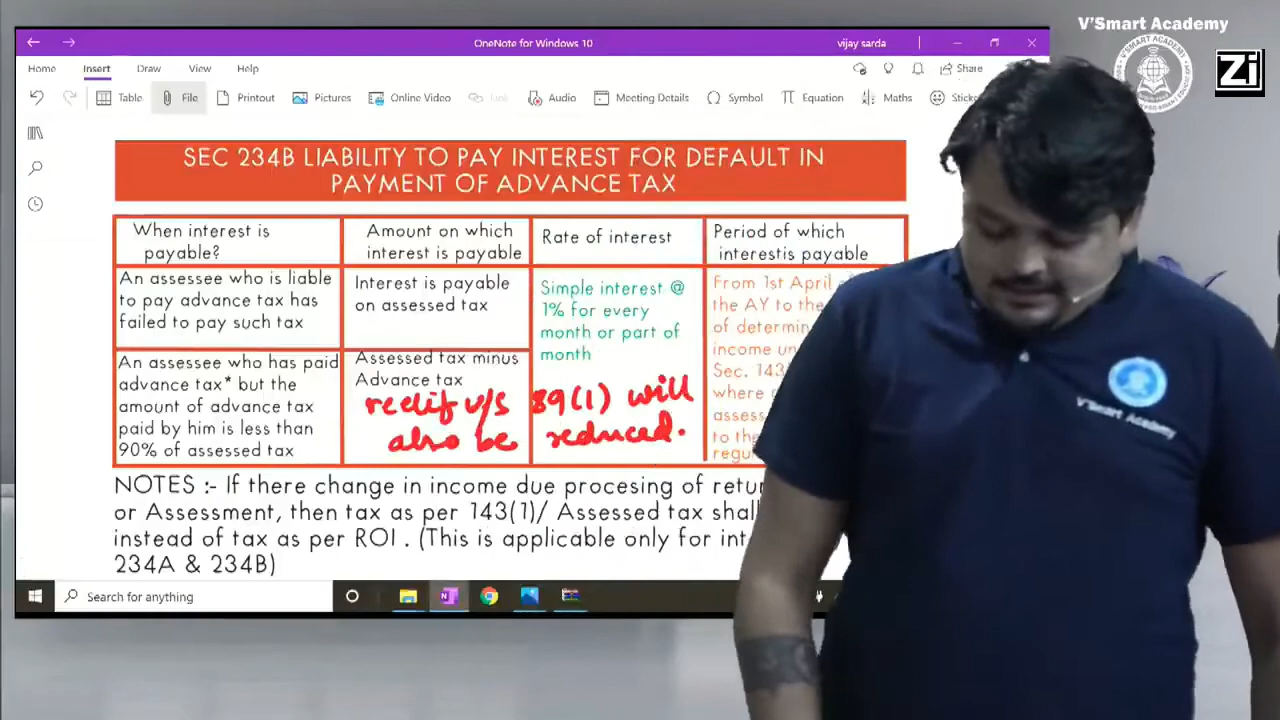 V'Smart Academy
OneNote for Windows 10
vijay sarda
Home
Insert
Draw
View
Help
Share
Table
File
Printout
Pictures
Online Video
Link
Audio
Meeting Details
Symbol
Equation
Maths
Zi
SEC 234B LIABILITY TO PAY INTEREST FOR DEFAULT IN
PAYMENT OF ADVANCE TAX
When interest is
payable?
Amount on which
interest is payable
Rate of interest
Period of which
interestis payable
An assessee who is liable
to pay advance tax has
failed to pay such tax
Interest is payable
on assessed tax
Simple interest @
1% for every
month or part of
month
From 1st April
the AY to the
of determin
income un
Sec. 143
where
assess
to the
regu
An assessee who has paid
advance tax* but the
amount of advance tax
paid by him is less than
90% of assessed tax
Assessed tax minus
Advance tax
relief u/s 89(1) will
also be reduced.
NOTES :- If there change in income due procesing of retur
or Assessment, then tax as per 143(1)/ Assessed tax shal
instead of tax as per ROI . (This is applicable only for int
234A & 234B)
Search for anything
V'Smart Academy